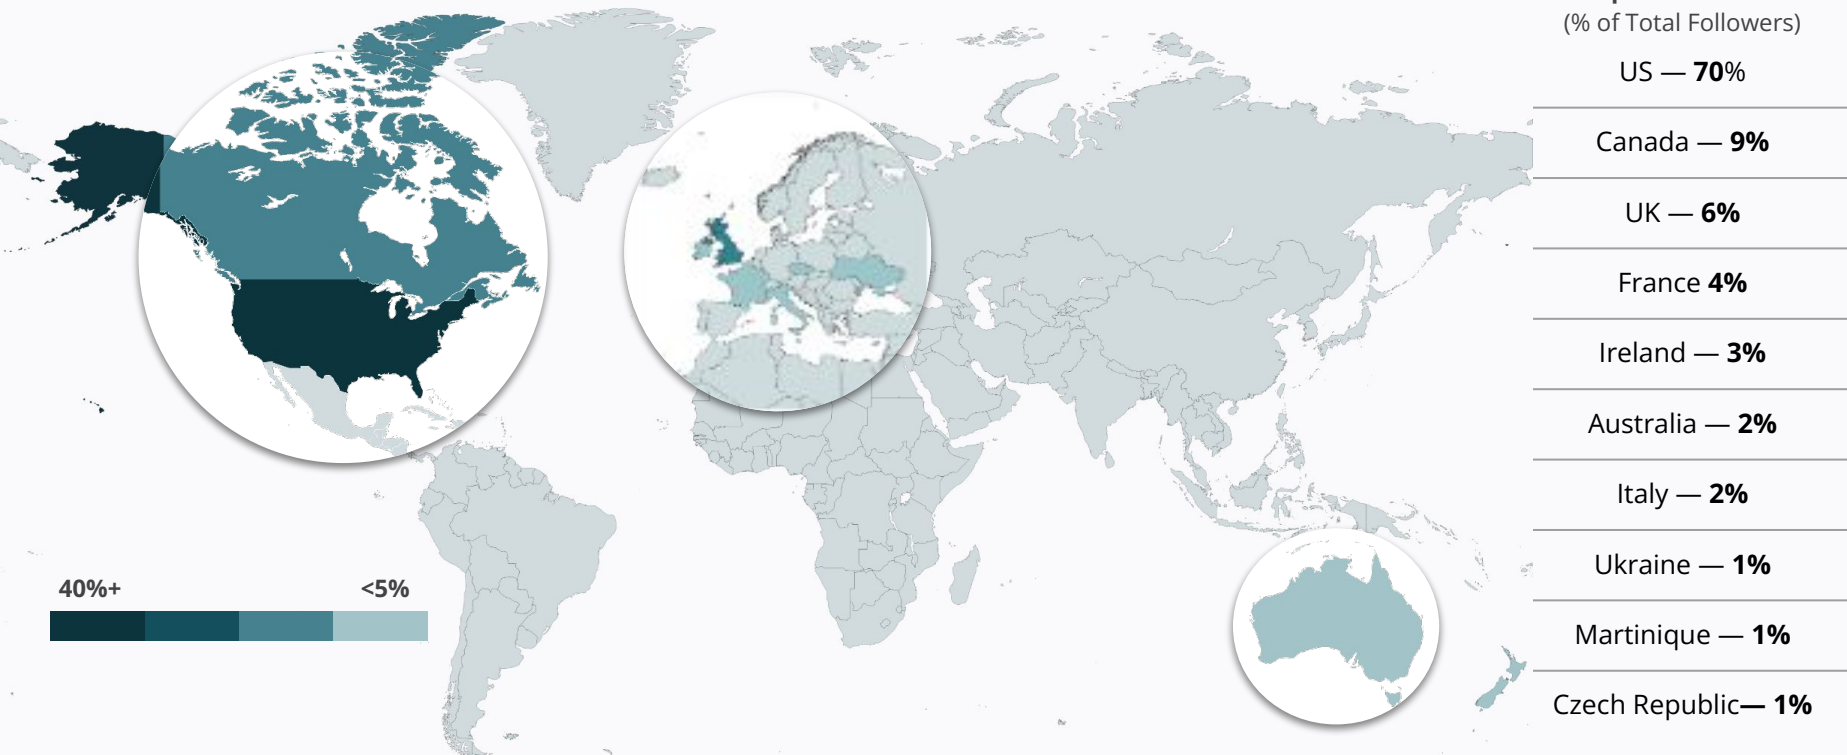 (% of Total Followers)
US — 70%
Canada — 9%
UK — 6%
France 4%
Ireland — 3%
Australia — 2%
Italy — 2%
Ukraine — 1%
Martinique — 1%
Czech Republic— 1%
40%+ <5%